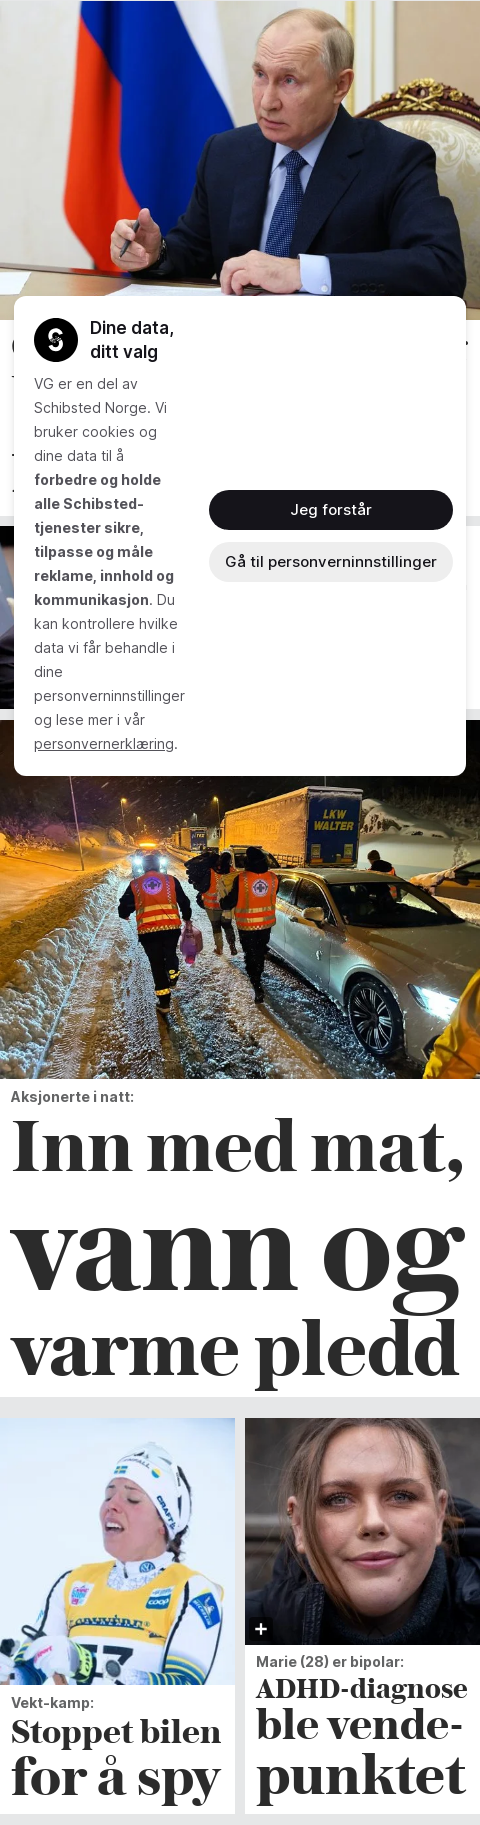 Dine data,
ditt valg
VG er en del av
Schibsted Norge. Vi
bruker cookies og
dine data til å
forbedre og holde
alle Schibsted-
tjenester sikre,
tilpasse og måle
reklame, innhold og
kommunikasjon. Du
kan kontrollere hvilke
data vi får behandle i
dine
personverninnstillinger
og lese mer i vår
personvernerklæring.
Jeg forstår
Gå til personverninnstillinger
LKW
WALTER
Aksjonerte i natt:
Inn med mat,
vann og
varme pledd
CRAFT
coop
Vekt-kamp:
Stoppet bilen
for å spy
Marie (28) er bipolar:
ADHD-diagnose
ble vende-
punktet